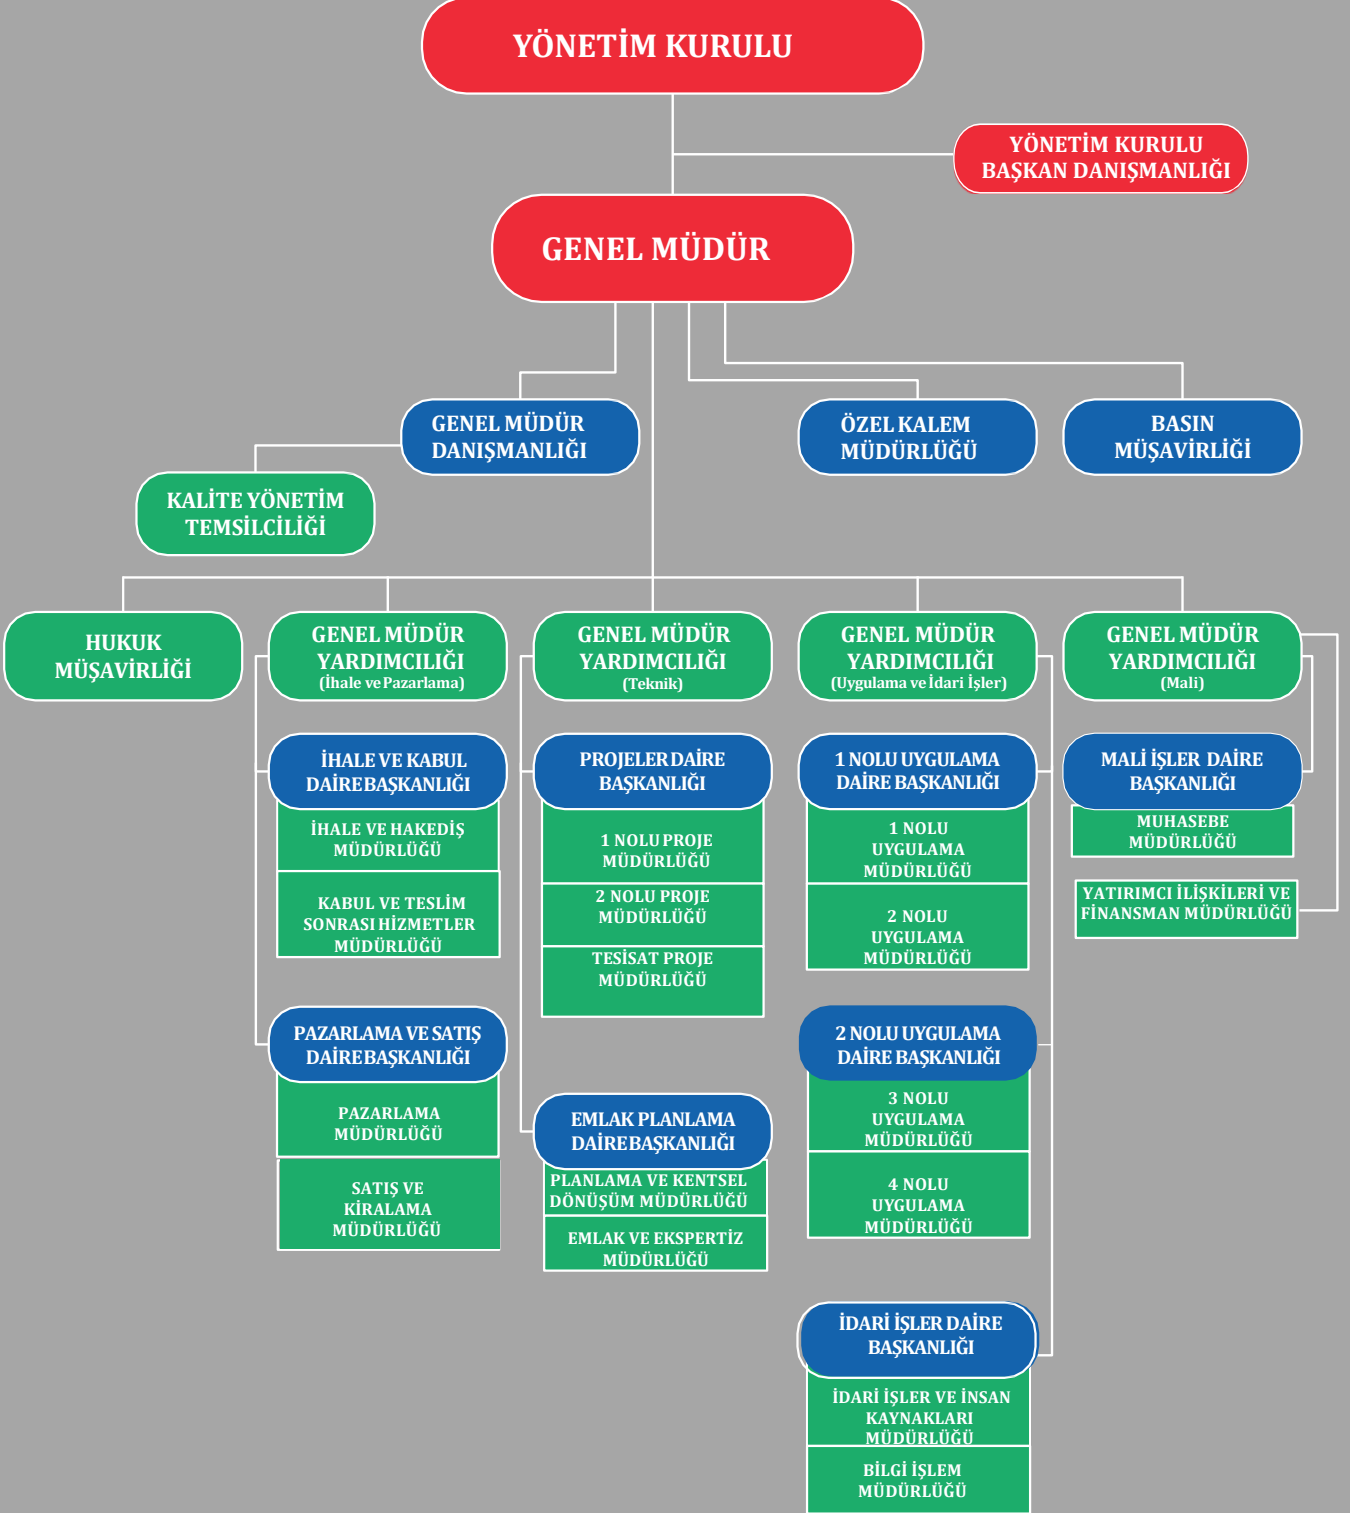 YÖNETİM KURULU
YÖNETİM KURULU
BAŞKAN DANIŞMANLIĞI
GENEL MÜDÜR
GENEL MÜDÜR
DANIŞMANLIĞI
ÖZEL KALEM
MÜDÜRLÜĞÜ
BASIN
MÜŞAVİRLİĞİ
KALİTE YÖNETİM
TEMSİLCİLİĞİ
HUKUK
MÜŞAVİRLİĞİ
GENEL MÜDÜR
YARDIMCILIĞI
(İhale ve Pazarlama)
GENEL MÜDÜR
YARDIMCILIĞI
(Teknik)
GENEL MÜDÜR
YARDIMCILIĞI
(Uygulama ve İdari İşler)
GENEL MÜDÜR
YARDIMCILIĞI
(Mali)
İHALE VE KABUL
DAİRE BAŞKANLIĞI
İHALE VE HAKEDİŞ
MÜDÜRLÜĞÜ
KABUL VE TESLİM
SONRASI HİZMETLER
MÜDÜRLÜĞÜ
PAZARLAMA VE SATIŞ
DAİRE BAŞKANLIĞI
PAZARLAMA
MÜDÜRLÜĞÜ
SATIŞ VE
KİRALAMA
MÜDÜRLÜĞÜ
PROJELER DAİRE
BAŞKANLIĞI
1 NOLU PROJE
MÜDÜRLÜĞÜ
2 NOLU PROJE
MÜDÜRLÜĞÜ
TESİSAT PROJE
MÜDÜRLÜĞÜ
EMLAK PLANLAMA
DAİRE BAŞKANLIĞI
PLANLAMA VE KENTSEL
DÖNÜŞÜM MÜDÜRLÜĞÜ
EMLAK VE EKSPERTİZ
MÜDÜRLÜĞÜ
1 NOLU UYGULAMA
DAİRE BAŞKANLIĞI
1 NOLU
UYGULAMA
MÜDÜRLÜĞÜ
2 NOLU
UYGULAMA
MÜDÜRLÜĞÜ
2 NOLU UYGULAMA
DAİRE BAŞKANLIĞI
3 NOLU
UYGULAMA
MÜDÜRLÜĞÜ
4 NOLU
UYGULAMA
MÜDÜRLÜĞÜ
İDARİ İŞLER DAİRE
BAŞKANLIĞI
İDARİ İŞLER VE İNSAN
KAYNAKLARI
MÜDÜRLÜĞÜ
BİLGİ İŞLEM
MÜDÜRLÜĞÜ
MALİ İŞLER DAİRE
BAŞKANLIĞI
MUHASEBE
MÜDÜRLÜĞÜ
YATIRIMCI İLİŞKİLERİ VE
FİNANSMAN MÜDÜRLÜĞÜ